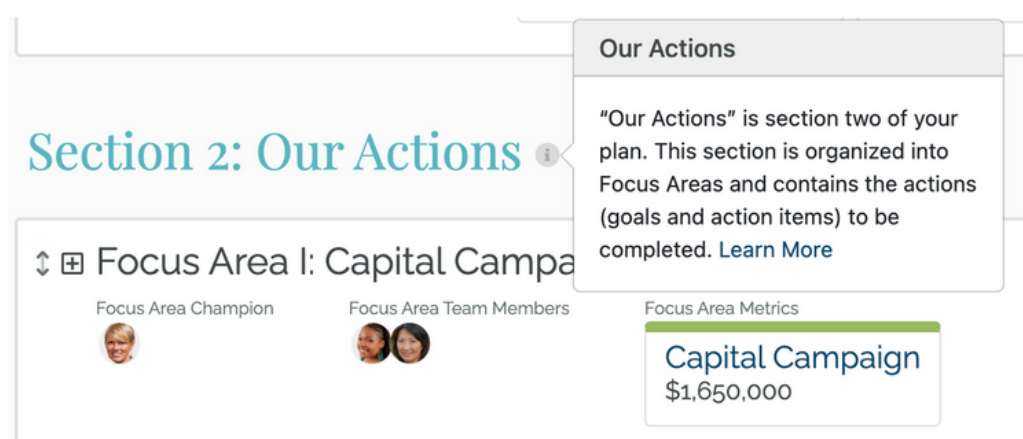 Our Actions
“Our Actions” is section two of your
plan. This section is organized into
Focus Areas and contains the actions
(goals and action items) to be
completed. Learn More
Section 2: Our Actions
Focus Area I: Capital Campa
Focus Area Champion
Focus Area Team Members
Focus Area Metrics
Capital Campaign
$1,650,000